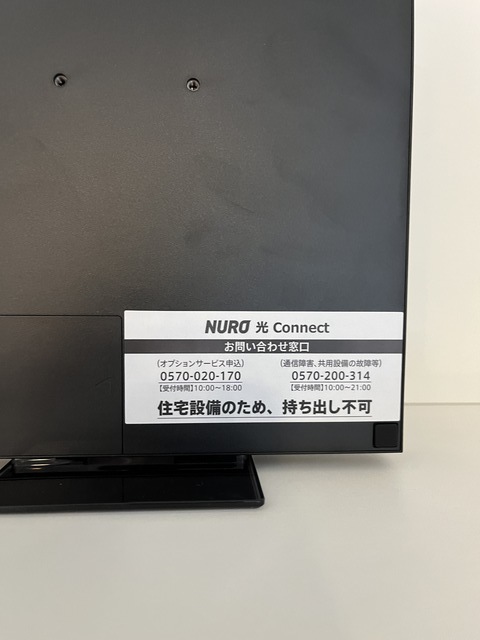 NURO 光 Connect
お問い合わせ窓口
(オプションサービス申込) (通信障害、共用設備の故障等)
0570-020-170 0570-200-314
【受付時間】10:00〜18:00 【受付時間】10:00〜21:00
住宅設備のため、持ち出し不可